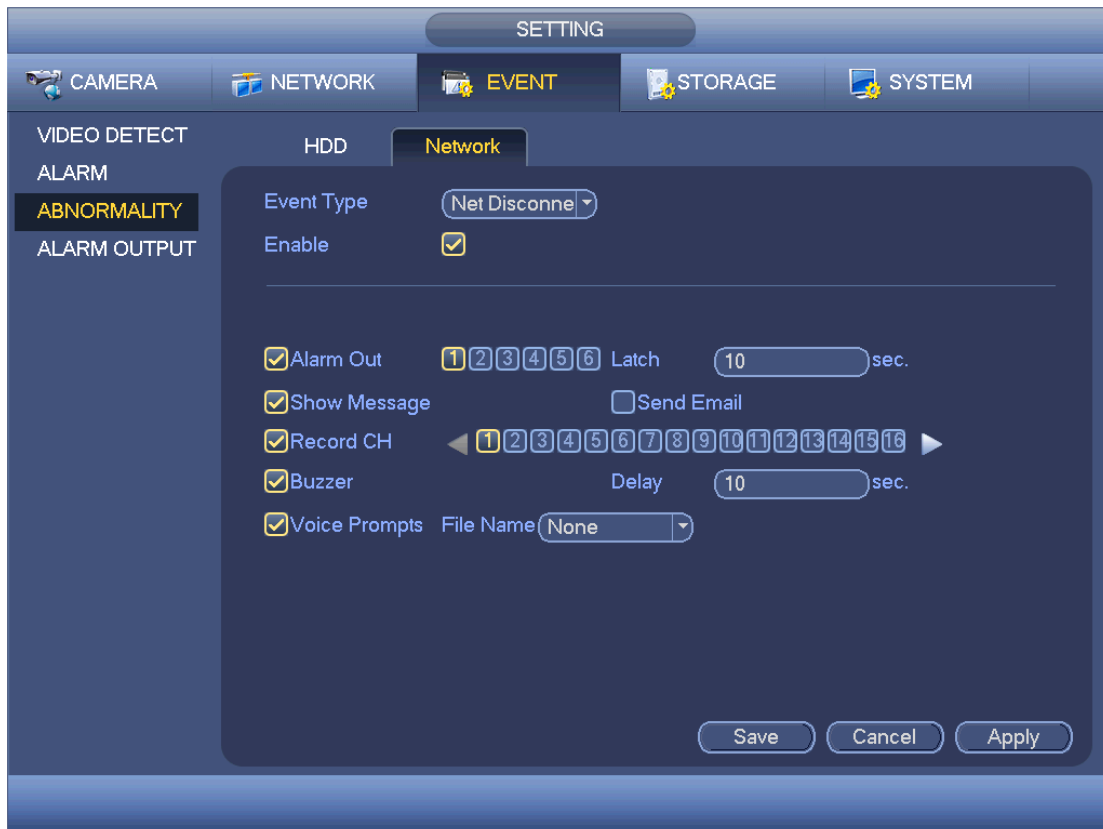 SETTING
CAMERA NETWORK EVENT STORAGE SYSTEM
VIDEO DETECT
ALARM
ABNORMALITY
ALARM OUTPUT
HDD Network
Event Type Net Disconne
Enable
Alarm Out 1 2 3 4 5 6 Latch 10 sec.
Show Message Send Email
Record CH 1 2 3 4 5 6 7 8 9 10 11 12 13 14 15 16
Buzzer Delay 10 sec.
Voice Prompts File Name None
Save Cancel Apply